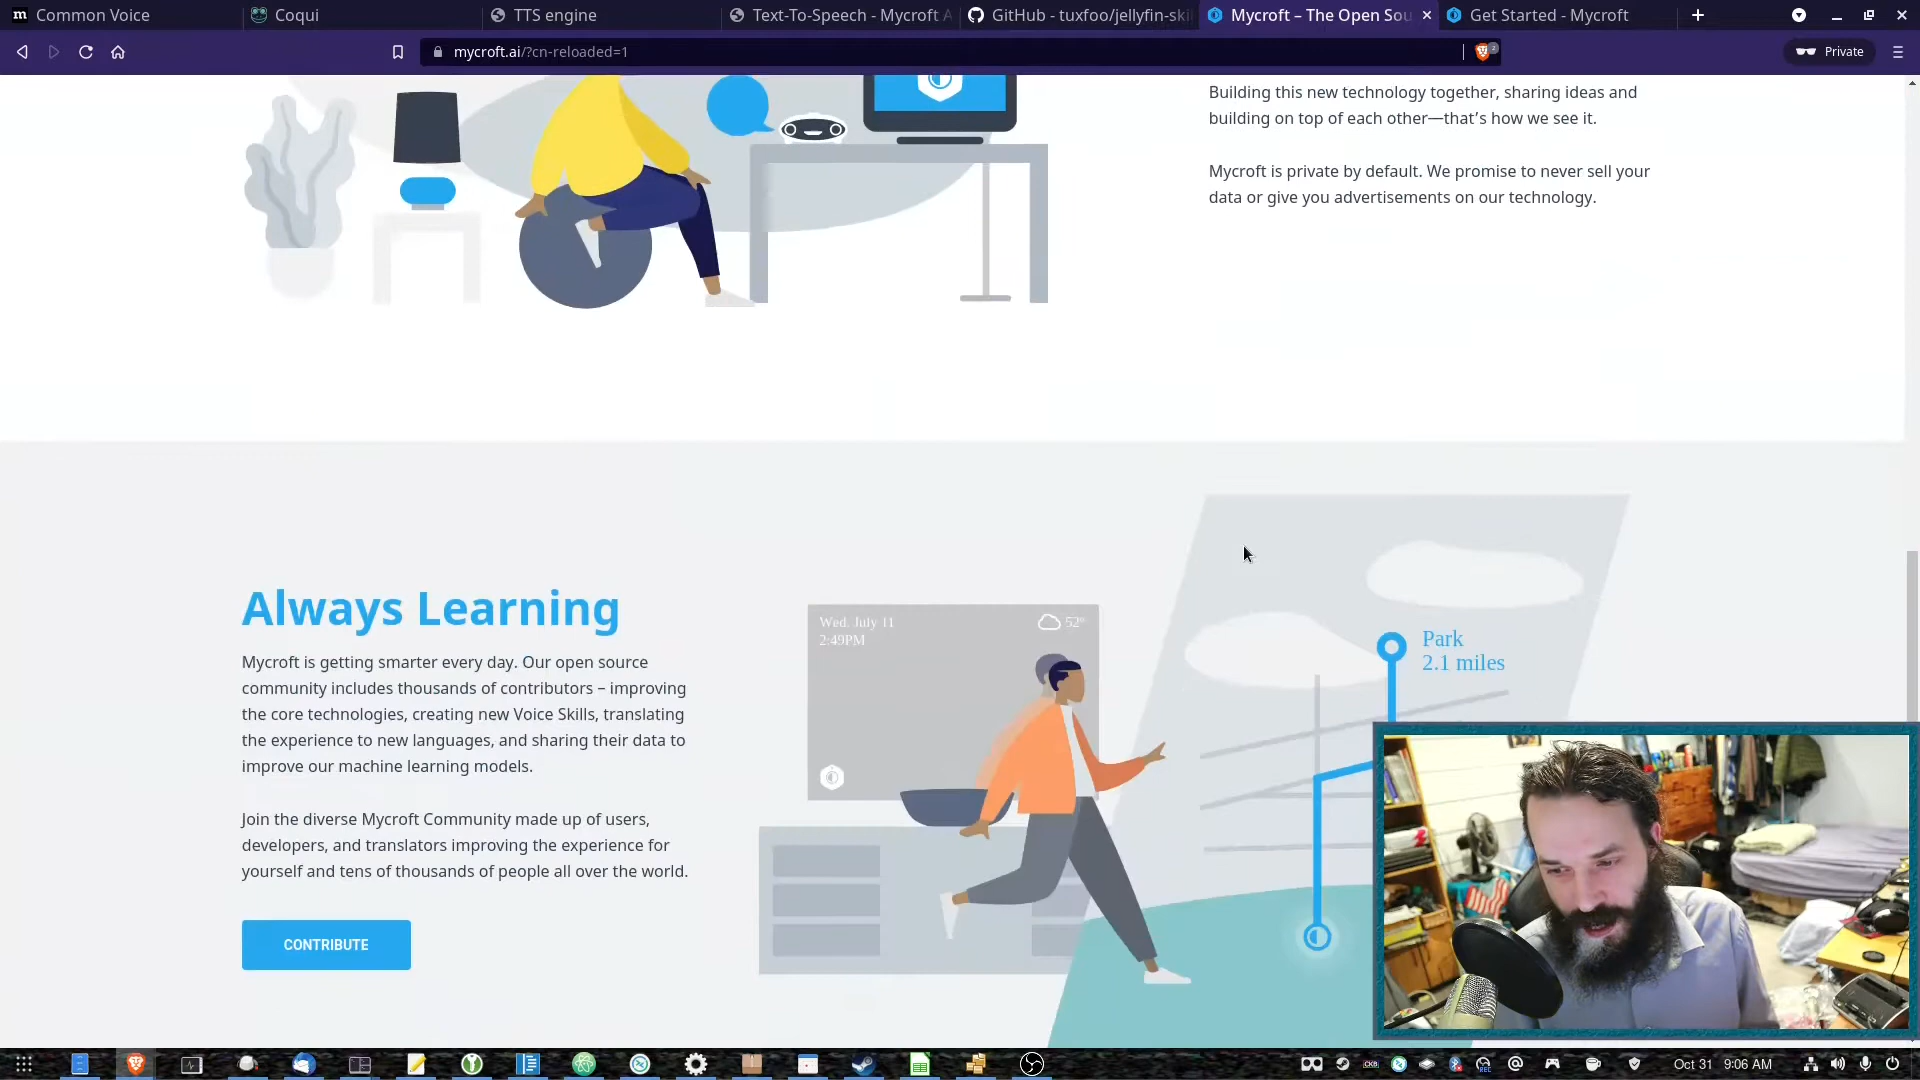 Common Voice
Coqui
TTS engine
Text-To-Speech - Mycroft A
GitHub - tuxfoo/jellyfin-ski
Mycroft – The Open Sou
Get Started - Mycroft
mycroft.ai/?cn-reloaded=1
2
Private
Building this new technology together, sharing ideas and
building on top of each other—that's how we see it.
Mycroft is private by default. We promise to never sell your
data or give you advertisements on our technology.
Always Learning
Mycroft is getting smarter every day. Our open source
community includes thousands of contributors – improving
the core technologies, creating new Voice Skills, translating
the experience to new languages, and sharing their data to
improve our machine learning models.
Join the diverse Mycroft Community made up of users,
developers, and translators improving the experience for
yourself and tens of thousands of people all over the world.
CONTRIBUTE
Wed. July 11
2:49PM
52°
Park
2.1 miles
Oct 31 9:06 AM